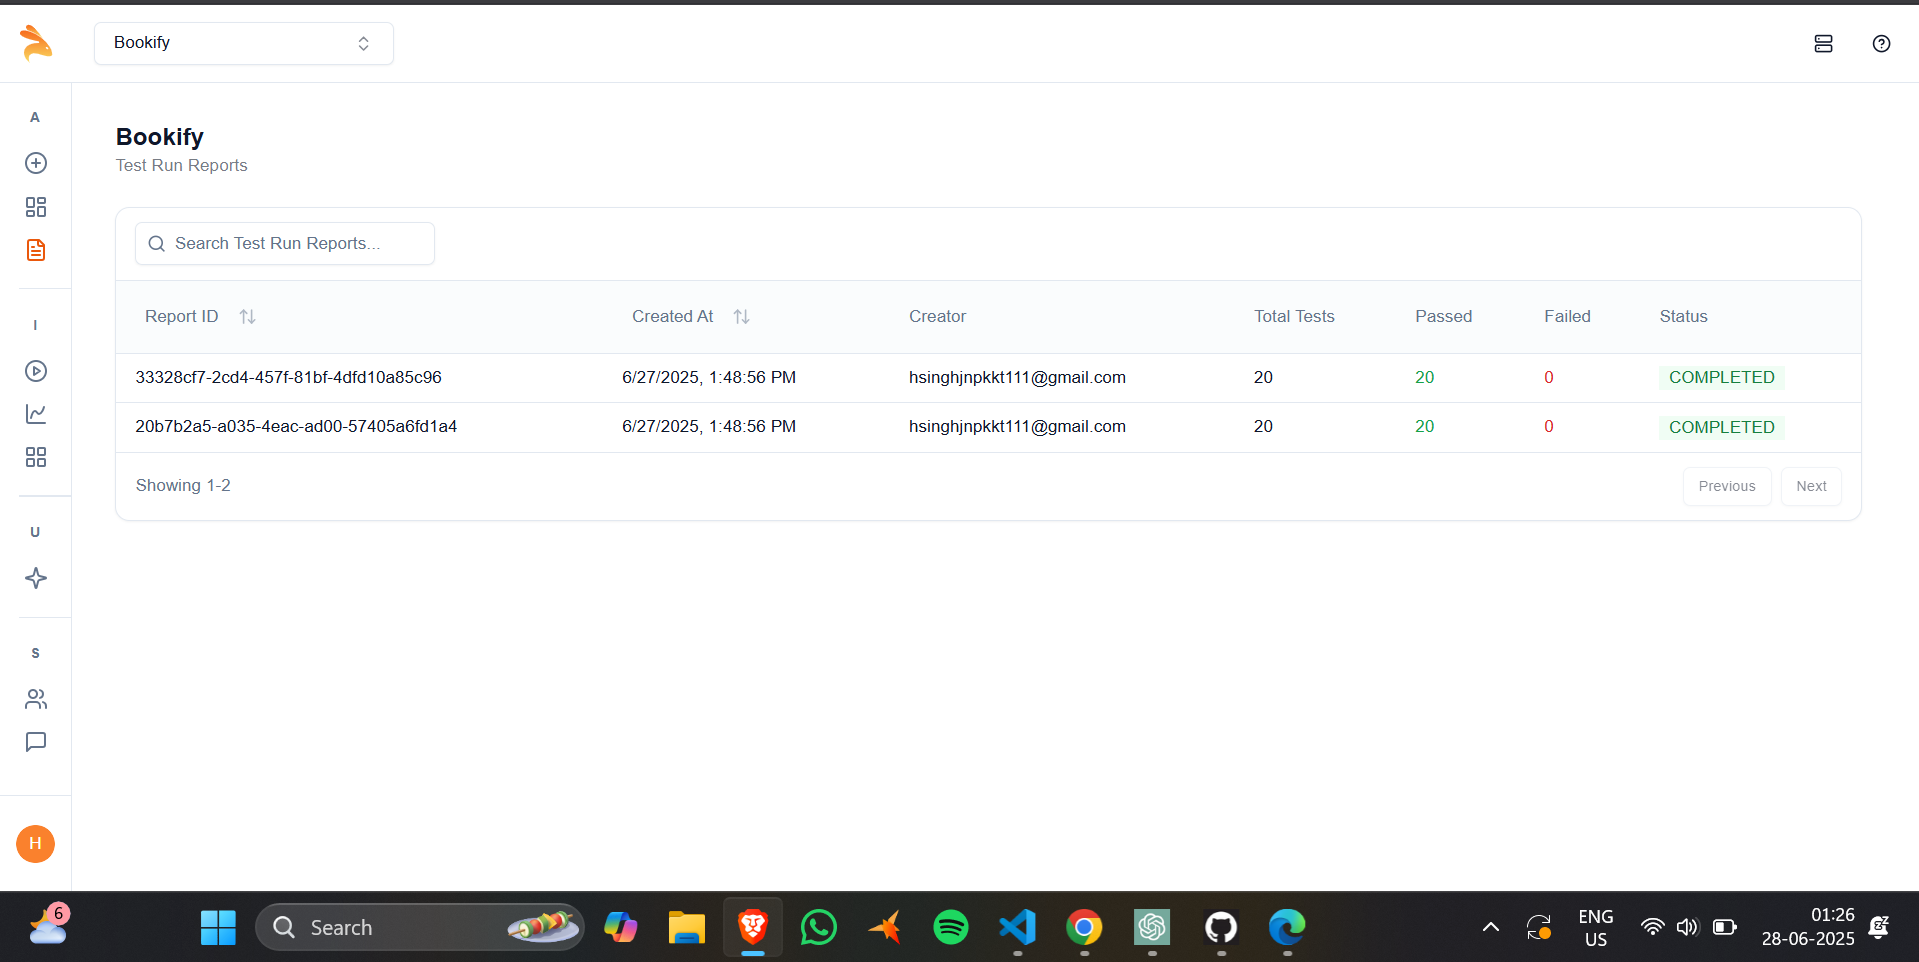 Bookify
A
Bookify
Test Run Reports
Search Test Run Reports...
Report ID Created At Creator Total Tests Passed Failed Status
33328cf7-2cd4-457f-81bf-4dfd10a85c96 6/27/2025, 1:48:56 PM hsinghjnpkkt111@gmail.com 20 20 0 COMPLETED
20b7b2a5-a035-4eac-ad00-57405a6fd1a4 6/27/2025, 1:48:56 PM hsinghjnpkkt111@gmail.com 20 20 0 COMPLETED
Showing 1-2 Previous Next
I
U
S
H
6
Search
ENG
US
01:26
28-06-2025